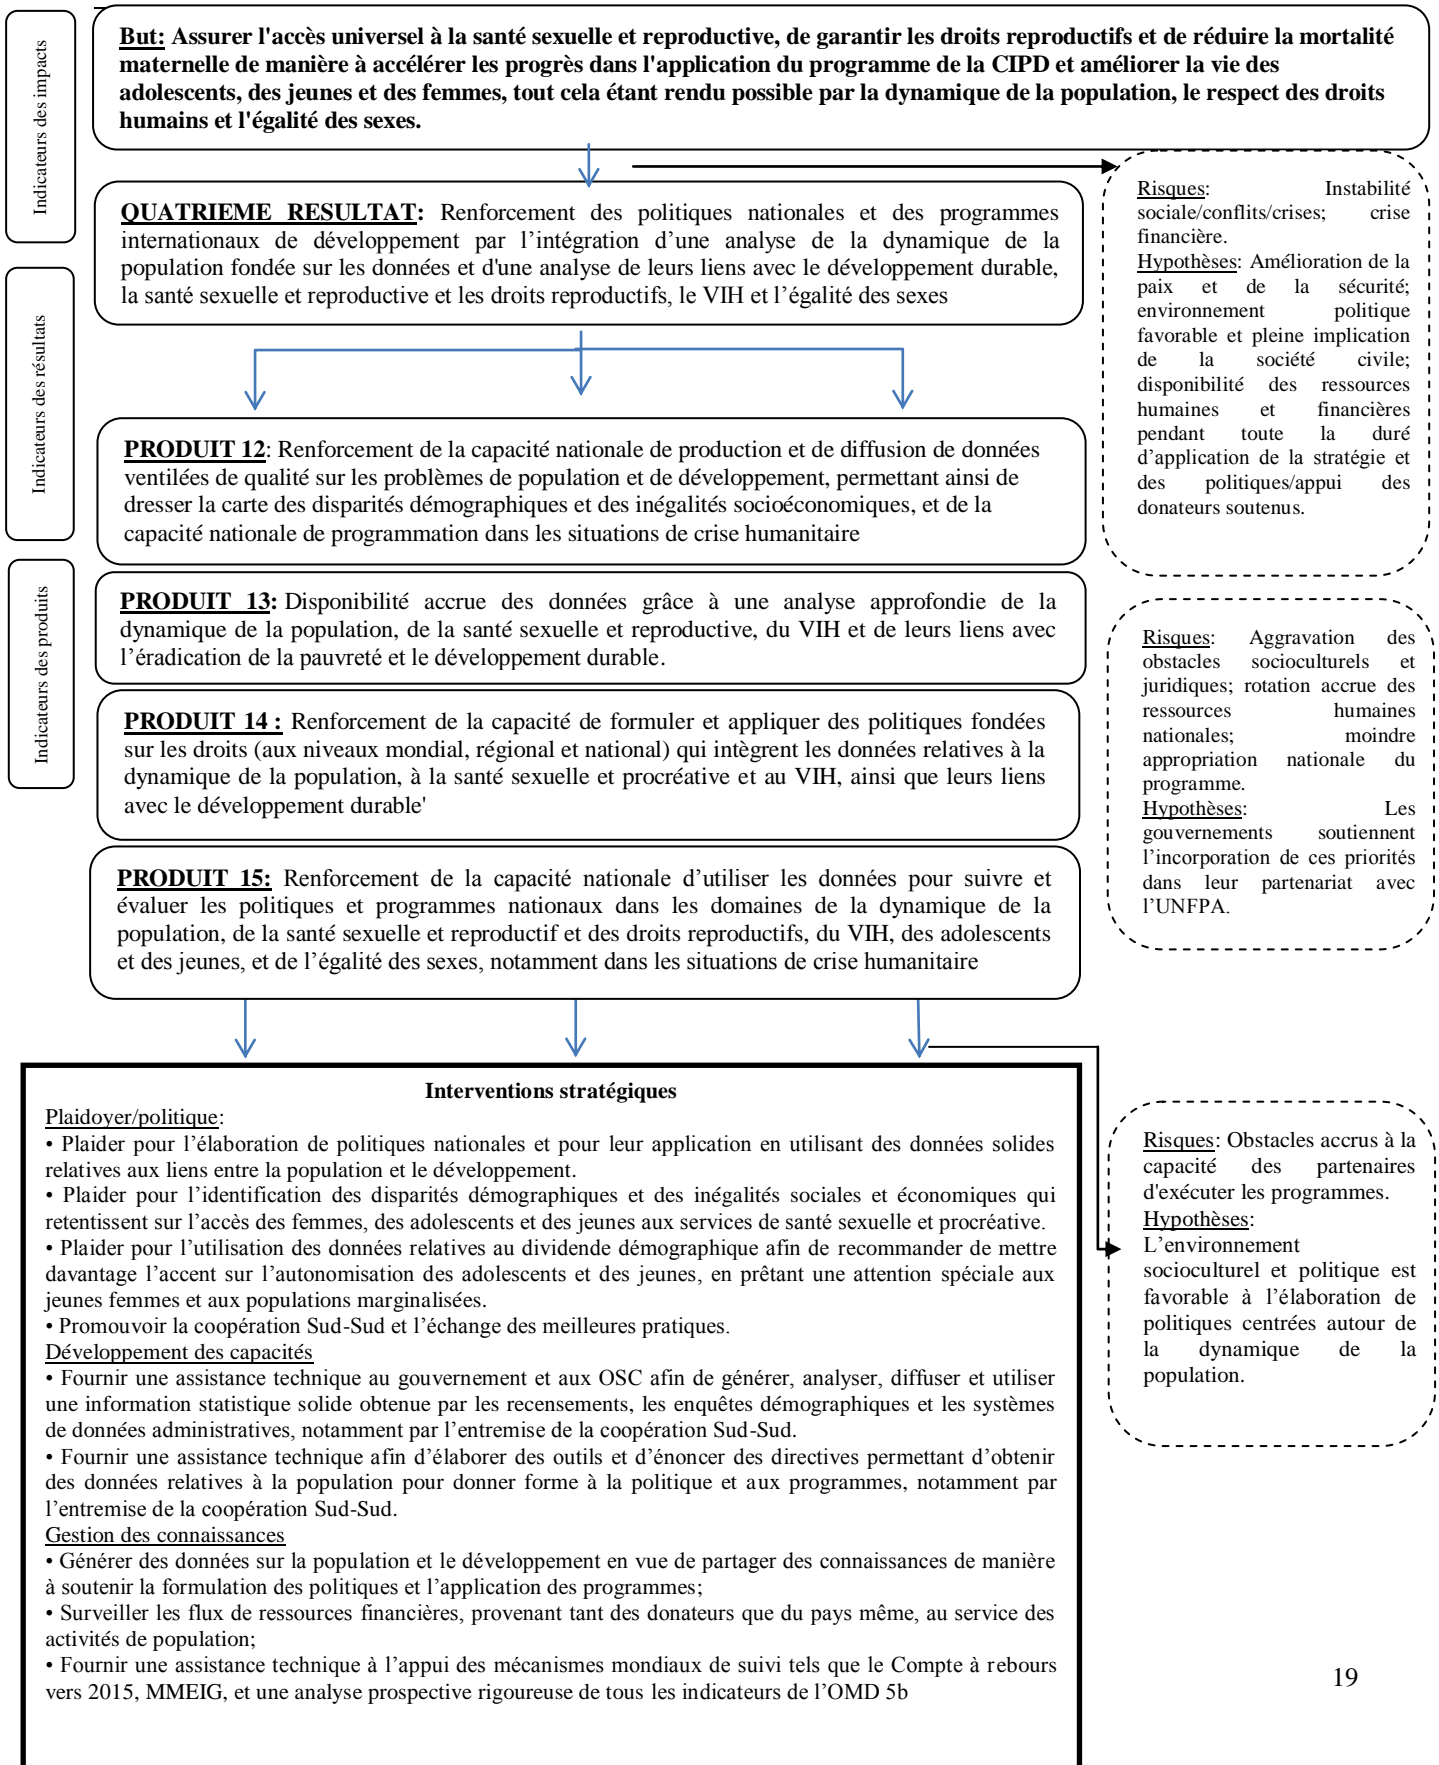 Indicateurs des impacts
But: Assurer l'accès universel à la santé sexuelle et reproductive, de garantir les droits reproductifs et de réduire la mortalité
maternelle de manière à accélérer les progrès dans l'application du programme de la CIPD et améliorer la vie des
adolescents, des jeunes et des femmes, tout cela étant rendu possible par la dynamique de la population, le respect des droits
humains et l'égalité des sexes.
QUATRIEME RESULTAT: Renforcement des politiques nationales et des programmes
internationaux de développement par l’intégration d’une analyse de la dynamique de la
population fondée sur les données et d'une analyse de leurs liens avec le développement durable,
la santé sexuelle et reproductive et les droits reproductifs, le VIH et l’égalité des sexes
Risques: Instabilité
sociale/conflits/crises; crise
financière.
Hypothèses: Amélioration de la
paix et de la sécurité;
environnement politique
favorable et pleine implication
de la société civile;
disponibilité des ressources
humaines et financières
pendant toute la duré
d’application de la stratégie et
des politiques/appui des
donateurs soutenus.
Indicateurs des résultats
PRODUIT 12: Renforcement de la capacité nationale de production et de diffusion de données
ventilées de qualité sur les problèmes de population et de développement, permettant ainsi de
dresser la carte des disparités démographiques et des inégalités socioéconomiques, et de la
capacité nationale de programmation dans les situations de crise humanitaire
Indicateurs des produits
PRODUIT 13: Disponibilité accrue des données grâce à une analyse approfondie de la
dynamique de la population, de la santé sexuelle et reproductive, du VIH et de leurs liens avec
l’éradication de la pauvreté et le développement durable.
PRODUIT 14 : Renforcement de la capacité de formuler et appliquer des politiques fondées
sur les droits (aux niveaux mondial, régional et national) qui intègrent les données relatives à la
dynamique de la population, à la santé sexuelle et procréative et au VIH, ainsi que leurs liens
avec le développement durable'
PRODUIT 15: Renforcement de la capacité nationale d’utiliser les données pour suivre et
évaluer les politiques et programmes nationaux dans les domaines de la dynamique de la
population, de la santé sexuelle et reproductif et des droits reproductifs, du VIH, des adolescents
et des jeunes, et de l’égalité des sexes, notamment dans les situations de crise humanitaire
Risques: Aggravation des
obstacles socioculturels et
juridiques; rotation accrue des
ressources humaines
nationales; moindre
appropriation nationale du
programme.
Hypothèses: Les
gouvernements soutiennent
l’incorporation de ces priorités
dans leur partenariat avec
l’UNFPA.
Interventions stratégiques
Plaidoyer/politique:
• Plaider pour l’élaboration de politiques nationales et pour leur application en utilisant des données solides
relatives aux liens entre la population et le développement.
• Plaider pour l’identification des disparités démographiques et des inégalités sociales et économiques qui
retentissent sur l’accès des femmes, des adolescents et des jeunes aux services de santé sexuelle et procréative.
• Plaider pour l’utilisation des données relatives au dividende démographique afin de recommander de mettre
davantage l’accent sur l’autonomisation des adolescents et des jeunes, en prêtant une attention spéciale aux
jeunes femmes et aux populations marginalisées.
• Promouvoir la coopération Sud-Sud et l’échange des meilleures pratiques.
Développement des capacités
• Fournir une assistance technique au gouvernement et aux OSC afin de générer, analyser, diffuser et utiliser
une information statistique solide obtenue par les recensements, les enquêtes démographiques et les systèmes
de données administratives, notamment par l’entremise de la coopération Sud-Sud.
• Fournir une assistance technique afin d’élaborer des outils et d’énoncer des directives permettant d’obtenir
des données relatives à la population pour donner forme à la politique et aux programmes, notamment par
l’entremise de la coopération Sud-Sud.
Gestion des connaissances
• Générer des données sur la population et le développement en vue de partager des connaissances de manière
à soutenir la formulation des politiques et l’application des programmes;
• Surveiller les flux de ressources financières, provenant tant des donateurs que du pays même, au service des
activités de population;
• Fournir une assistance technique à l’appui des mécanismes mondiaux de suivi tels que le Compte à rebours
vers 2015, MMEIG, et une analyse prospective rigoureuse de tous les indicateurs de l’OMD 5b
Risques: Obstacles accrus à la
capacité des partenaires
d'exécuter les programmes.
Hypothèses:
L’environnement
socioculturel et politique est
favorable à l’élaboration de
politiques centrées autour de
la dynamique de la
population.
19